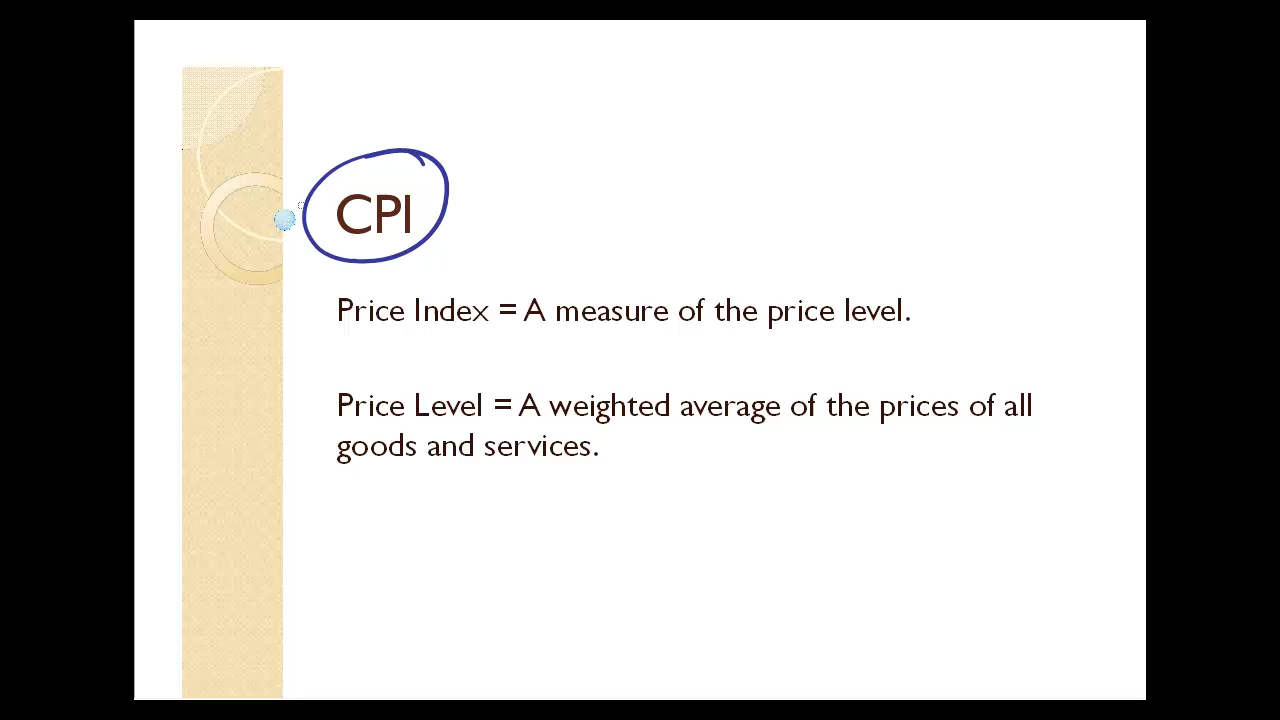 CPI
Price Index = A measure of the price level.
Price Level = A weighted average of the prices of all
goods and services.